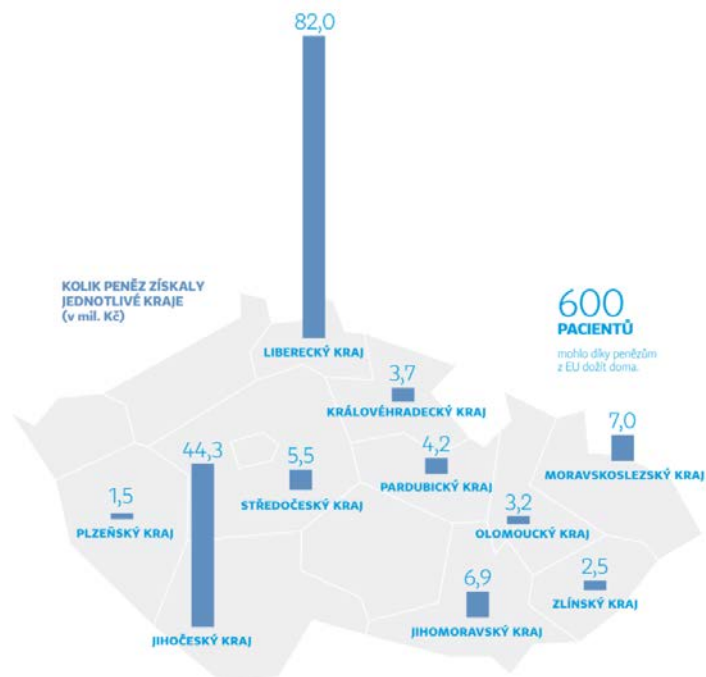 82,0
KOLIK PENĚZ ZÍSKALY
JEDNOTLIVÉ KRAJE
(v mil. Kč)
600
PACIENTŮ
mohlo díky penězům
z EU dožít doma.
LIBERECKÝ KRAJ
3,7
KRÁLOVÉHRADECKÝ KRAJ
7,0
MORAVSKOSLEZSKÝ KRAJ
44,3
5,5
STŘEDOČESKÝ KRAJ
4,2
PARDUBICKÝ KRAJ
1,5
PLZEŇSKÝ KRAJ
3,2
OLOMOUCKÝ KRAJ
2,5
ZLÍNSKÝ KRAJ
6,9
JIHOMORAVSKÝ KRAJ
JIHOČESKÝ KRAJ